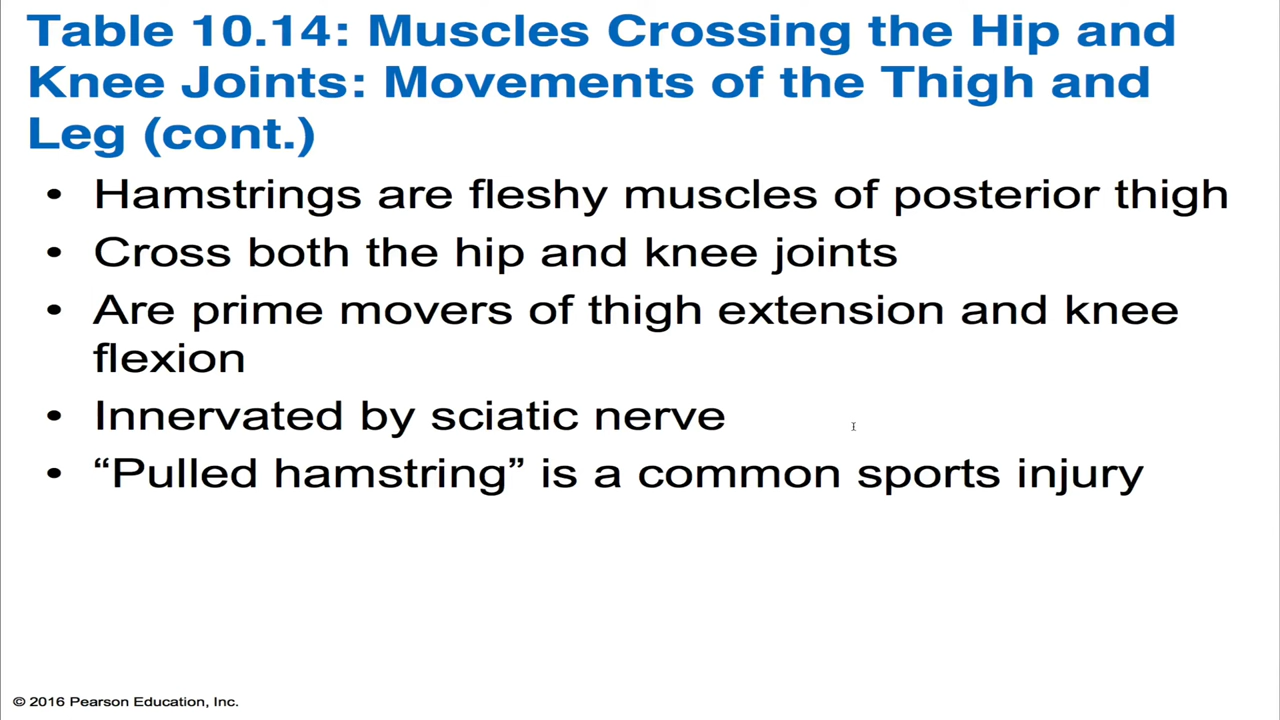 Table 10.14: Muscles Crossing the Hip and
Knee Joints: Movements of the Thigh and
Leg (cont.)
• Hamstrings are fleshy muscles of posterior thigh
• Cross both the hip and knee joints
• Are prime movers of thigh extension and knee
flexion
• Innervated by sciatic nerve
• “Pulled hamstring” is a common sports injury
© 2016 Pearson Education, Inc.